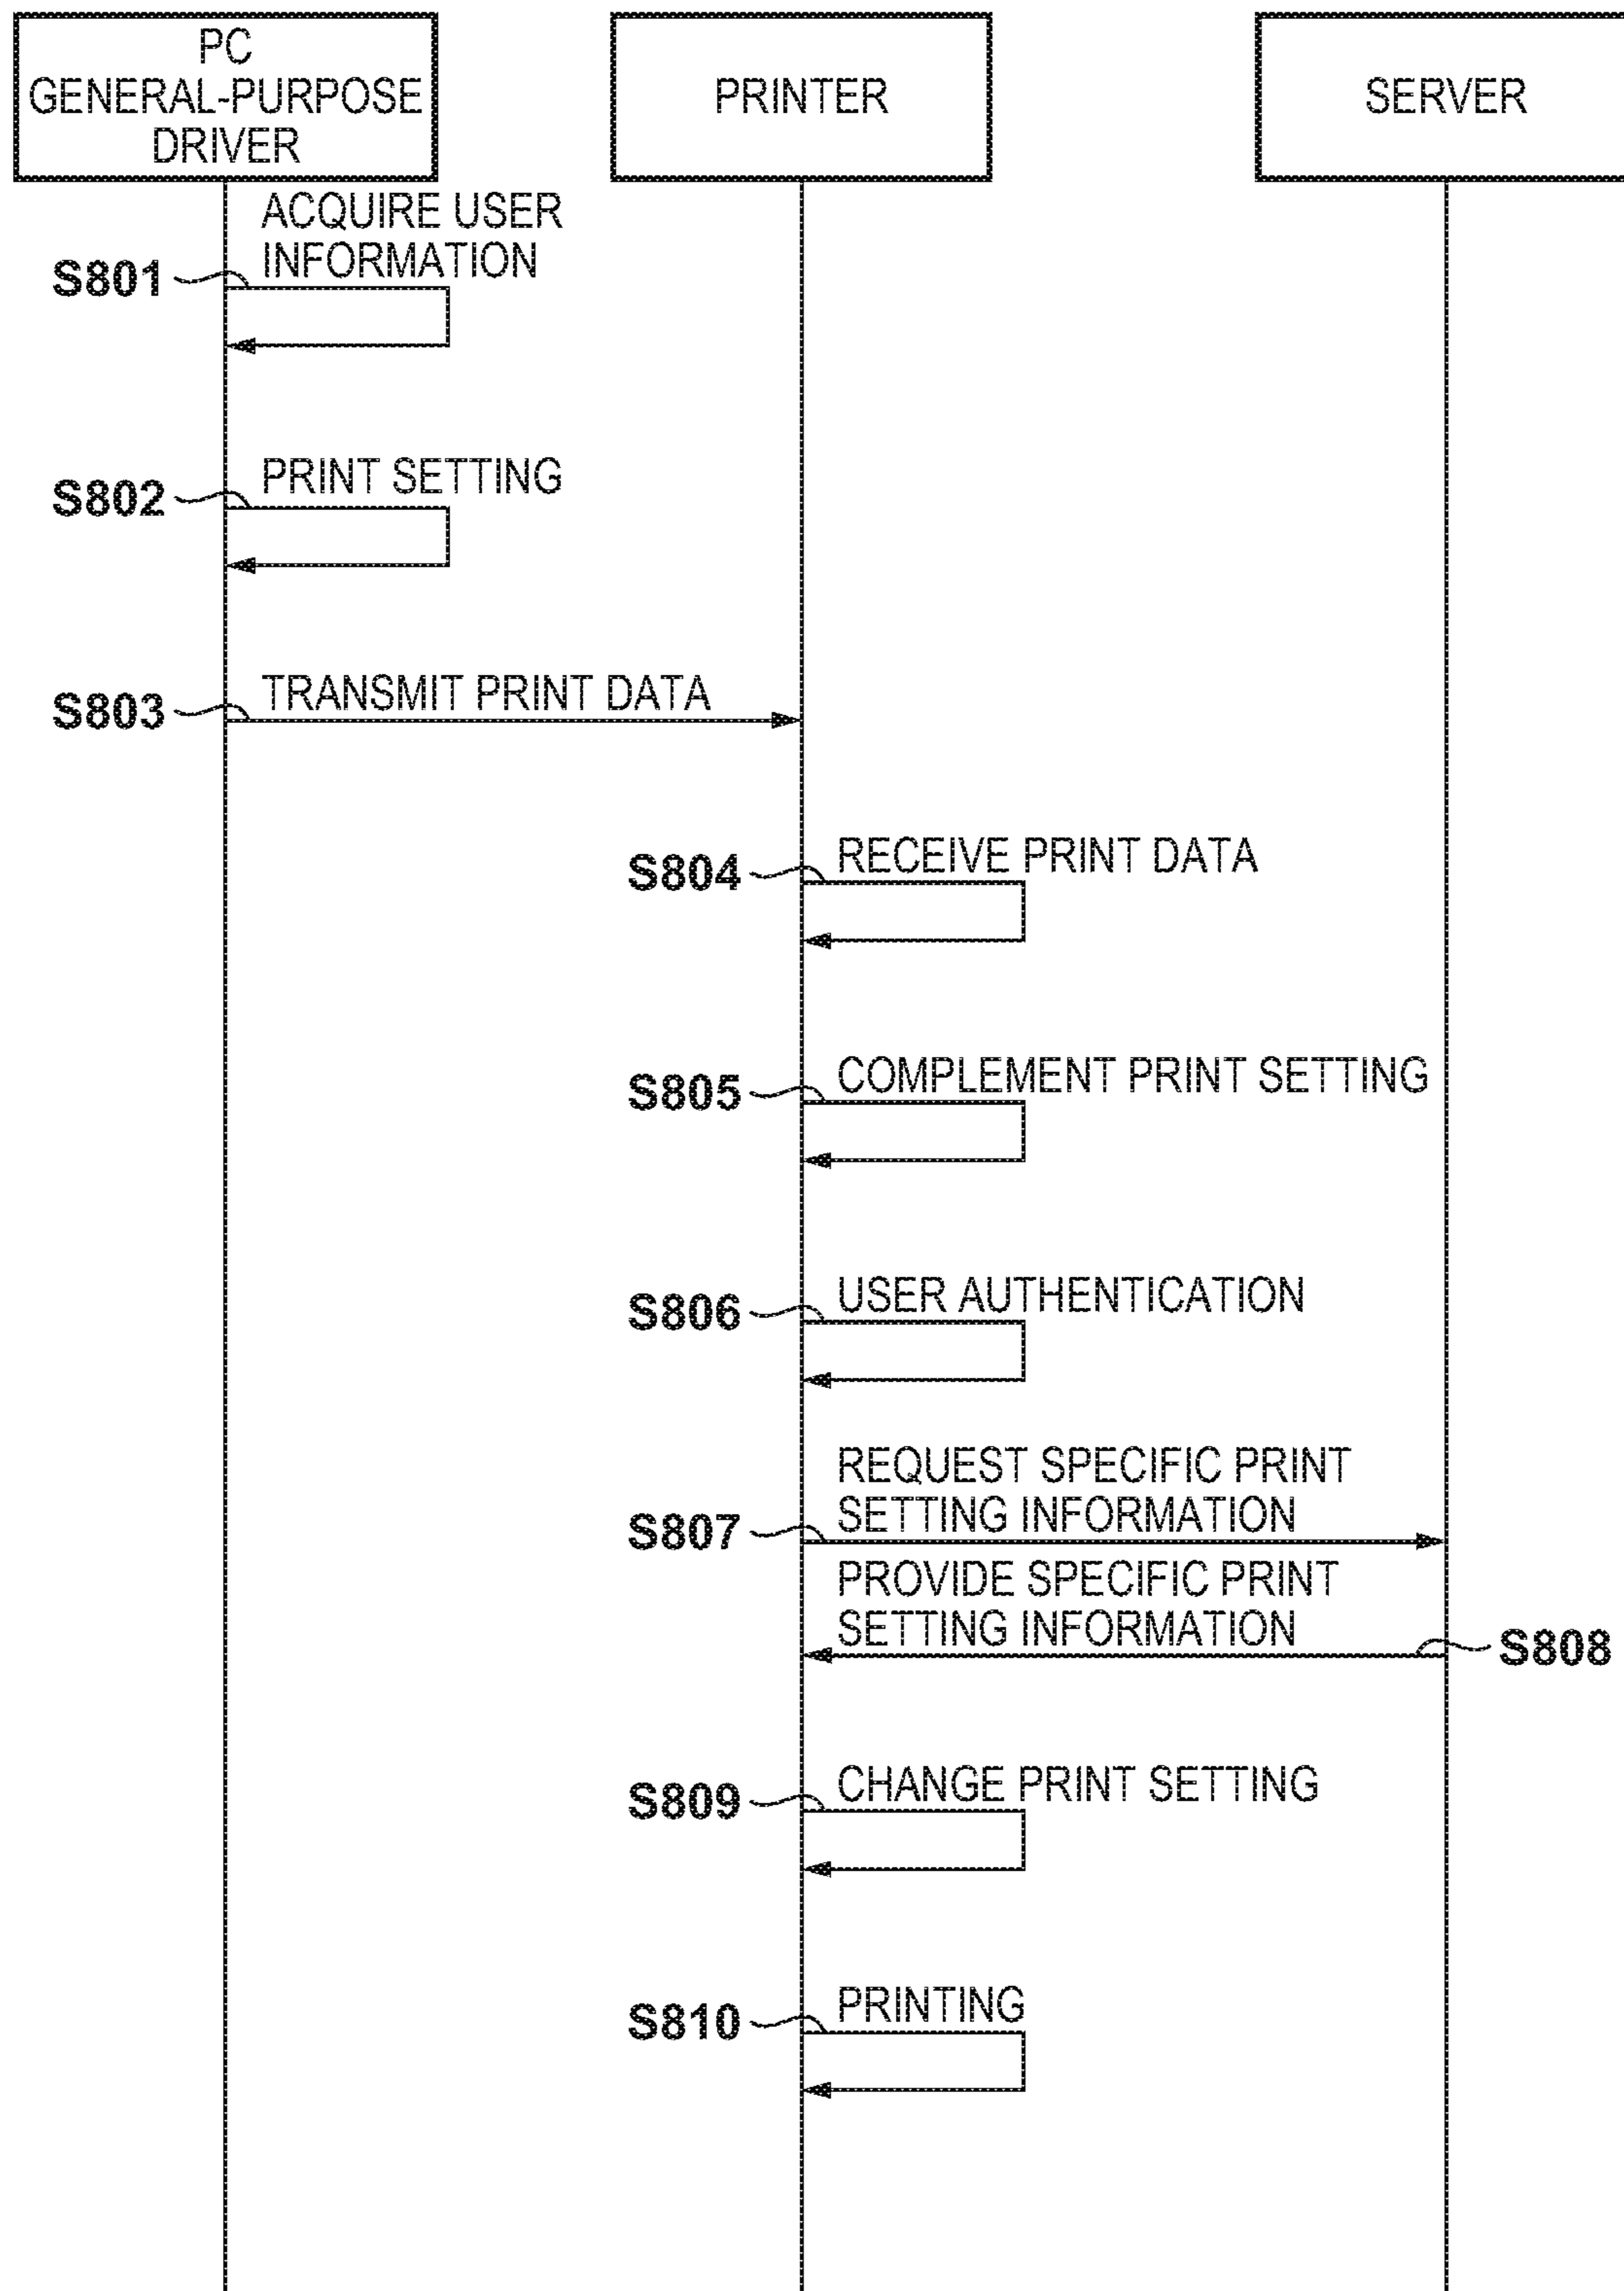 PC
GENERAL-PURPOSE
DRIVER
PRINTER
SERVER
ACQUIRE USER
INFORMATION
S801
PRINT SETTING
S802
TRANSMIT PRINT DATA
S803
RECEIVE PRINT DATA
S804
COMPLEMENT PRINT SETTING
S805
USER AUTHENTICATION
S806
REQUEST SPECIFIC PRINT
SETTING INFORMATION
S807
PROVIDE SPECIFIC PRINT
SETTING INFORMATION
S808
CHANGE PRINT SETTING
S809
PRINTING
S810